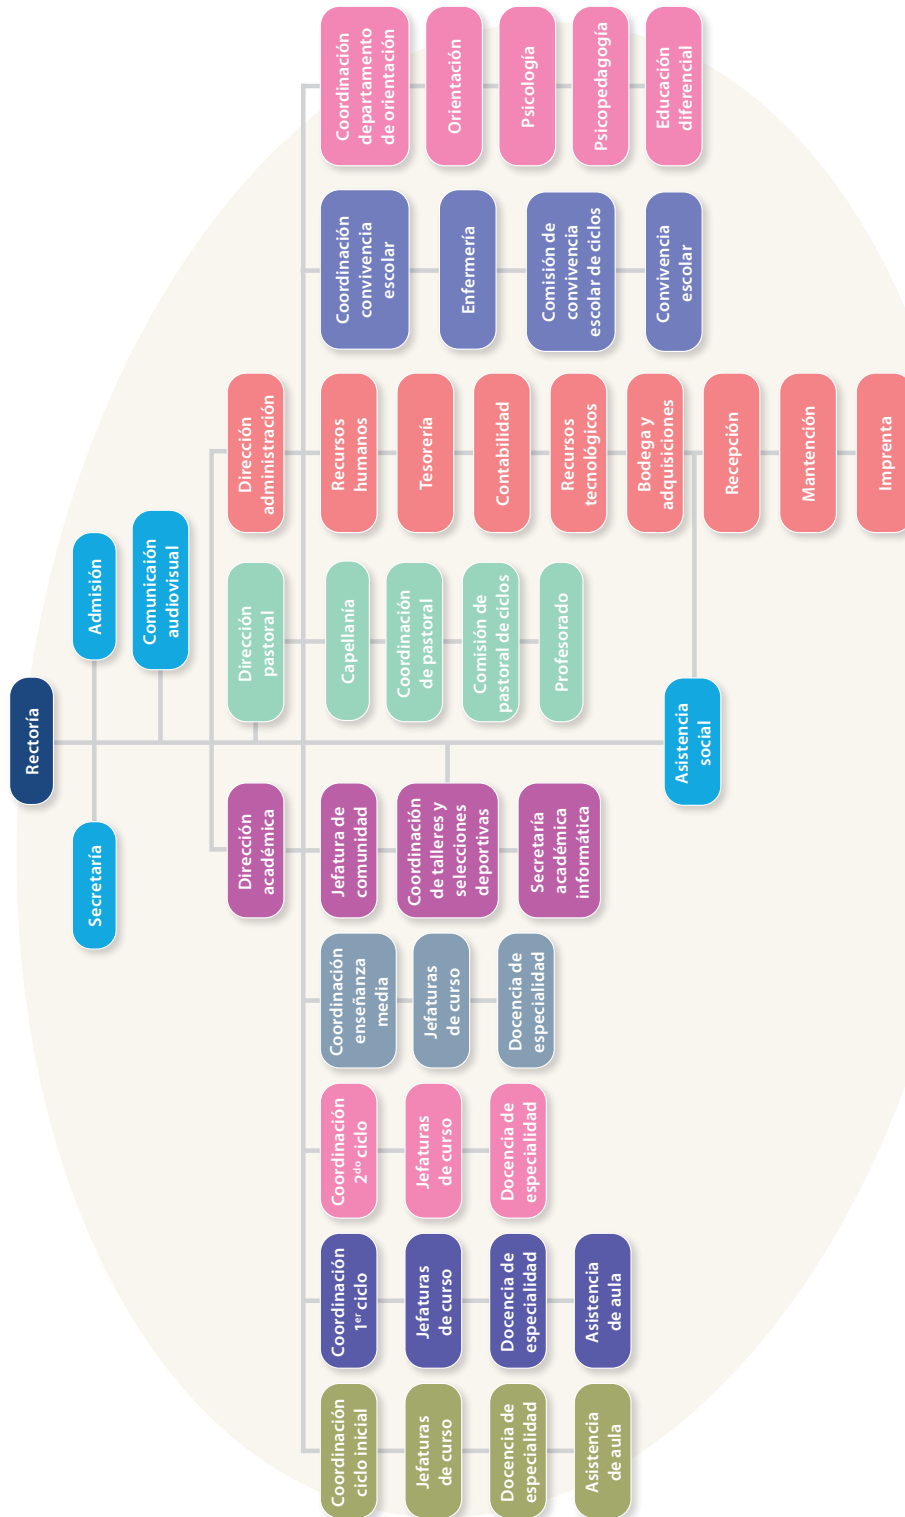 Rectoría
Secretaría
Admisión
Comunicaión
audiovisual
Dirección
académica
Dirección
pastoral
Dirección
administración
Coordinación
ciclo inicial
Jefaturas
de curso
Docencia de
especialidad
Asistencia
de aula
Coordinación
1er ciclo
Jefaturas
de curso
Docencia de
especialidad
Asistencia
de aula
Coordinación
2do ciclo
Jefaturas
de curso
Docencia de
especialidad
Coordinación
enseñanza
media
Jefaturas
de curso
Docencia de
especialidad
Jefatura de
comunidad
Coordinación
de talleres y
selecciones
deportivas
Secretaría
académica
informática
Capellanía
Coordinación
de pastoral
Comisión de
pastoral de ciclos
Profesorado
Recursos
humanos
Tesorería
Contabilidad
Recursos
tecnológicos
Bodega y
adquisiciones
Recepción
Mantención
Imprenta
Coordinación
convivencia
escolar
Enfermería
Comisión de
convivencia
escolar de ciclos
Convivencia
escolar
Coordinación
departamento
de orientación
Orientación
Psicología
Psicopedagogía
Educación
diferencial
Asistencia
social